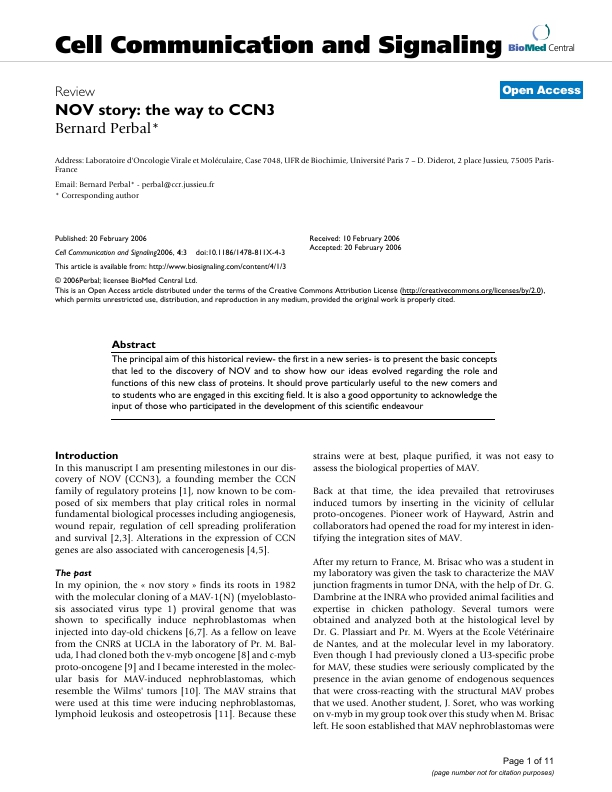 Cell Communication and Signaling
BioMed Central
Review
Open Access
NOV story: the way to CCN3
Bernard Perbal*
Address: Laboratoire d'Oncologie Virale et Moléculaire, Case 7048, UFR de Biochimie, Université Paris 7 – D. Diderot, 2 place Jussieu, 75005 Paris-
France
Email: Bernard Perbal* - perbal@ccr.jussieu.fr
* Corresponding author
Published: 20 February 2006
Cell Communication and Signaling2006, 4:3 doi:10.1186/1478-811X-4-3
This article is available from: http://www.biosignaling.com/content/4/1/3
Received: 10 February 2006
Accepted: 20 February 2006
© 2006Perbal; licensee BioMed Central Ltd.
This is an Open Access article distributed under the terms of the Creative Commons Attribution License (http://creativecommons.org/licenses/by/2.0),
which permits unrestricted use, distribution, and reproduction in any medium, provided the original work is properly cited.
Abstract
The principal aim of this historical review- the first in a new series- is to present the basic concepts
that led to the discovery of NOV and to show how our ideas evolved regarding the role and
functions of this new class of proteins. It should prove particularly useful to the new comers and
to students who are engaged in this exciting field. It is also a good opportunity to acknowledge the
input of those who participated in the development of this scientific endeavour
Introduction
In this manuscript I am presenting milestones in our dis-
covery of NOV (CCN3), a founding member the CCN
family of regulatory proteins [1], now known to be com-
posed of six members that play critical roles in normal
fundamental biological processes including angiogenesis,
wound repair, regulation of cell spreading proliferation
and survival [2,3]. Alterations in the expression of CCN
genes are also associated with cancerogenesis [4,5].
The past
In my opinion, the « nov story » finds its roots in 1982
with the molecular cloning of a MAV-1(N) (myeloblasto-
sis associated virus type 1) proviral genome that was
shown to specifically induce nephroblastomas when
injected into day-old chickens [6,7]. As a fellow on leave
from the CNRS at UCLA in the laboratory of Pr. M. Bal-
uda, I had cloned both the v-myb oncogene [8] and c-myb
proto-oncogene [9] and I became interested in the molec-
ular basis for MAV-induced nephroblastomas, which
resemble the Wilms' tumors [10]. The MAV strains that
were used at this time were inducing nephroblastomas,
lymphoid leukosis and osteopetrosis [11]. Because these
strains were at best, plaque purified, it was not easy to
assess the biological properties of MAV.
Back at that time, the idea prevailed that retroviruses
induced tumors by inserting in the vicinity of cellular
proto-oncogenes. Pioneer work of Hayward, Astrin and
collaborators had opened the road for my interest in iden-
tifying the integration sites of MAV.
After my return to France, M. Brisac who was a student in
my laboratory was given the task to characterize the MAV
junction fragments in tumor DNA, with the help of Dr. G.
Dambrine at the INRA who provided animal facilities and
expertise in chicken pathology. Several tumors were
obtained and analyzed both at the histological level by
Dr. G. Plassiart and Pr. M. Wyers at the Ecole Vétérinaire
de Nantes, and at the molecular level in my laboratory.
Even though I had previously cloned a U3-specific probe
for MAV, these studies were seriously complicated by the
presence in the avian genome of endogenous sequences
that were cross-reacting with the structural MAV probes
that we used. Another student, J. Soret, who was working
on v-myb in my group took over this study when M. Brisac
left. He soon established that MAV nephroblastomas were
Page 1 of 11
(page number not for citation purposes)